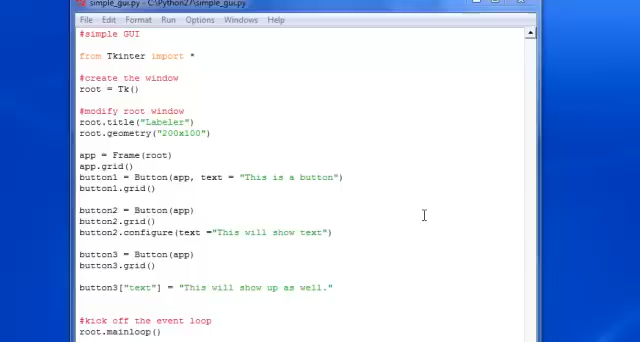 simple_gui.py - C:\Python27\simple_gui.py
File Edit Format Run Options Windows Help
#simple GUI
from Tkinter import *
#create the window
root = Tk()
#modify root window
root.title("Labeler")
root.geometry("200x100")
app = Frame(root)
app.grid()
button1 = Button(app, text = "This is a button")
button1.grid()
button2 = Button(app)
button2.grid()
button2.configure(text ="This will show text")
button3 = Button(app)
button3.grid()
button3["text"] = "This will show up as well."
#kick off the event loop
root.mainloop()